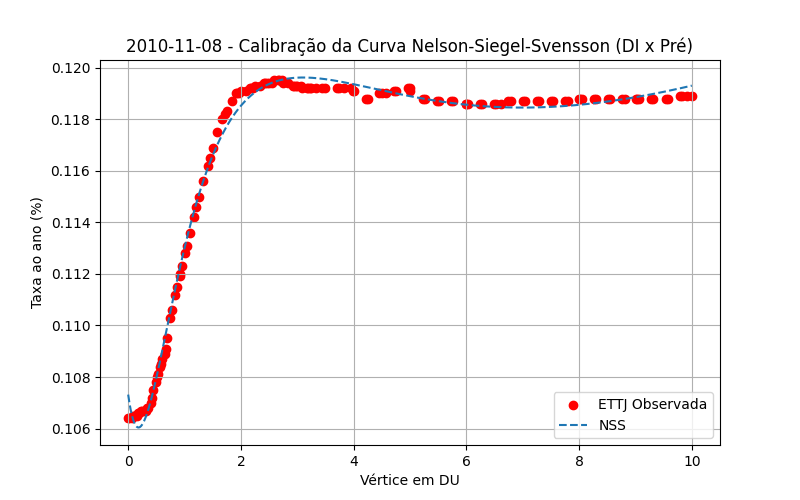 2010-11-08 - Calibração da Curva Nelson-Siegel-Svensson (DI x Pré)
Taxa ao ano (%)
0.120
0.118
0.116
0.114
0.112
0.110
0.108
0.106
0 2 4 6 8 10
Vértice em DU
ETTJ Observada
NSS